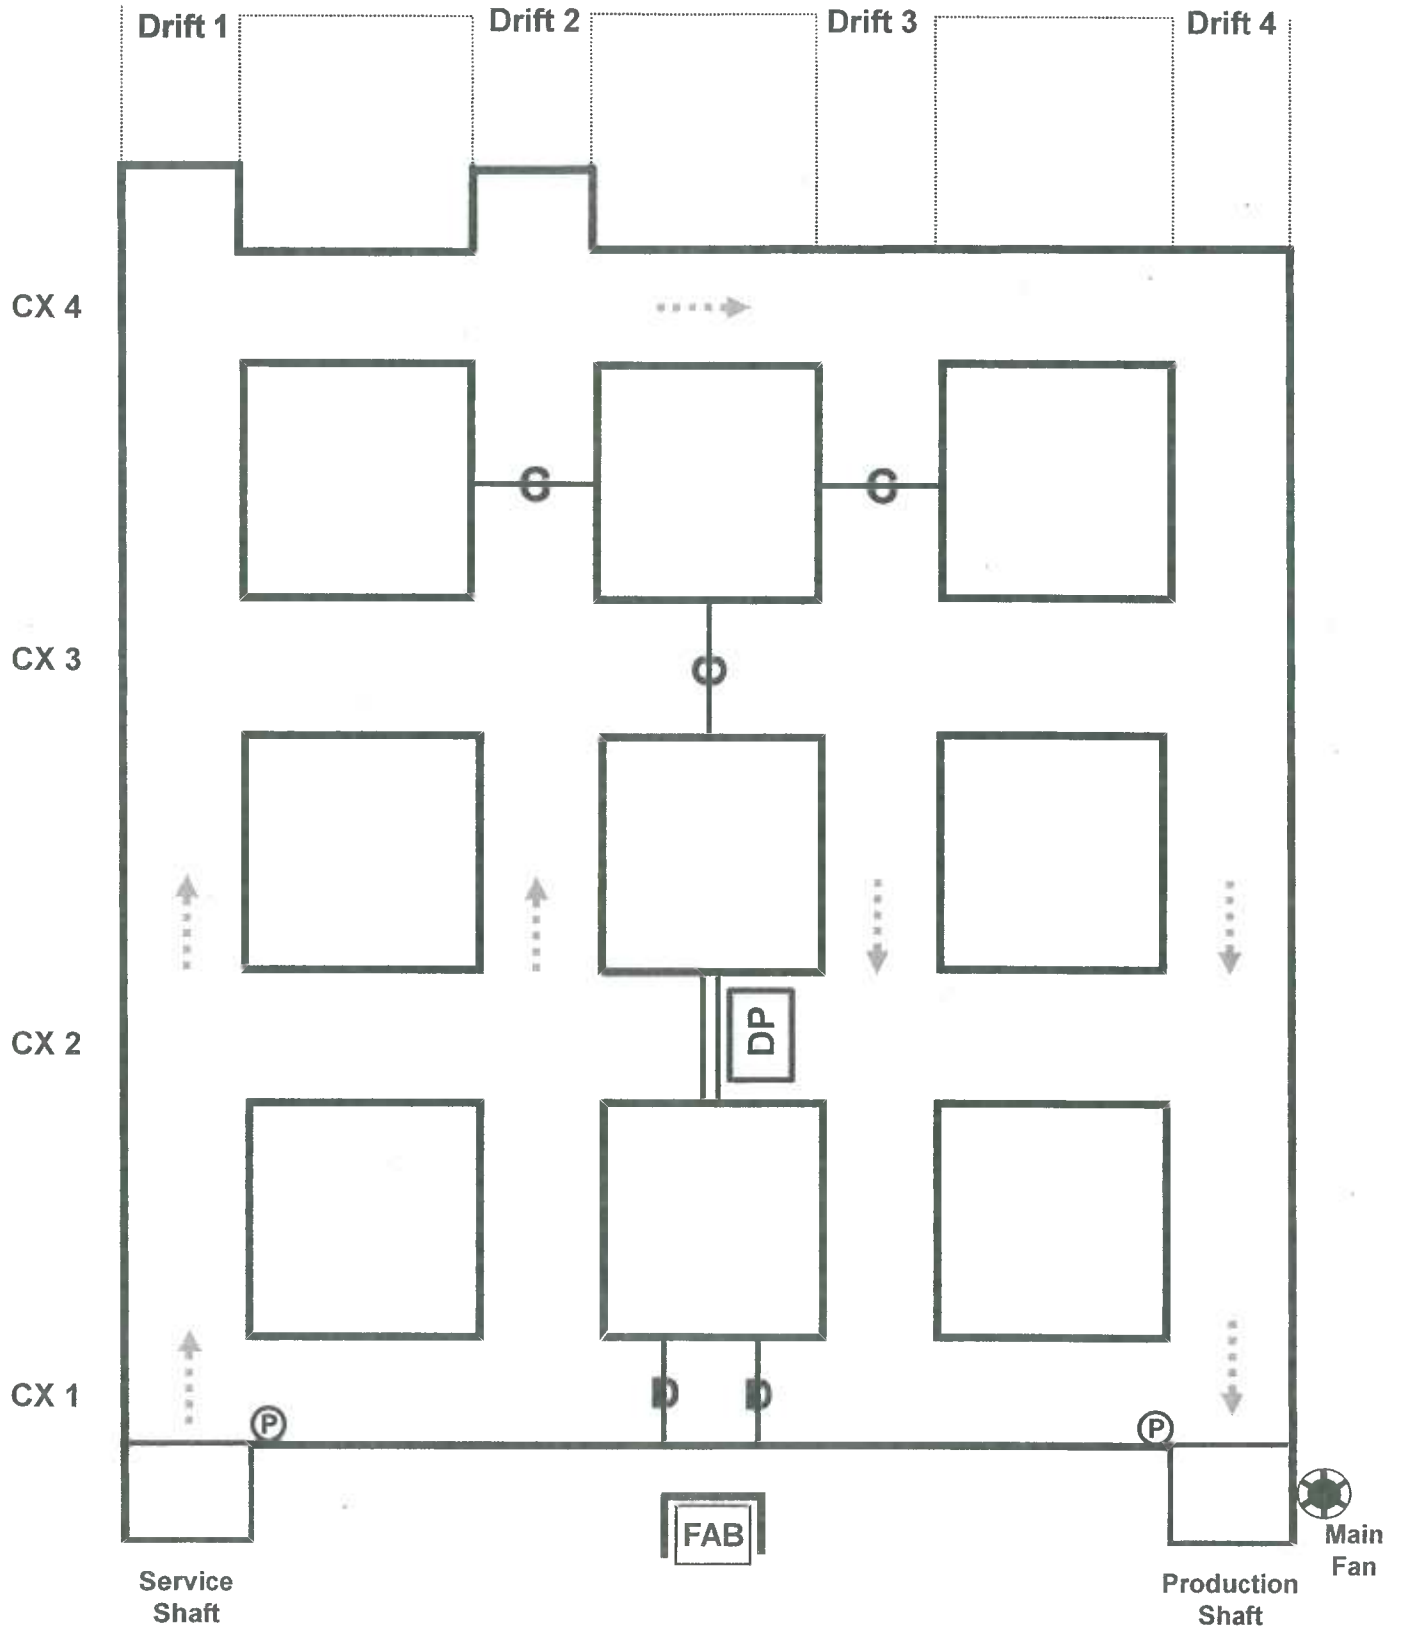 Drift 1
Drift 2
Drift 3
Drift 4
CX 4
C
C
CX 3
C
CX 2
DP
CX 1
D
D
P
P
FAB
Main
Fan
Service
Shaft
Production
Shaft